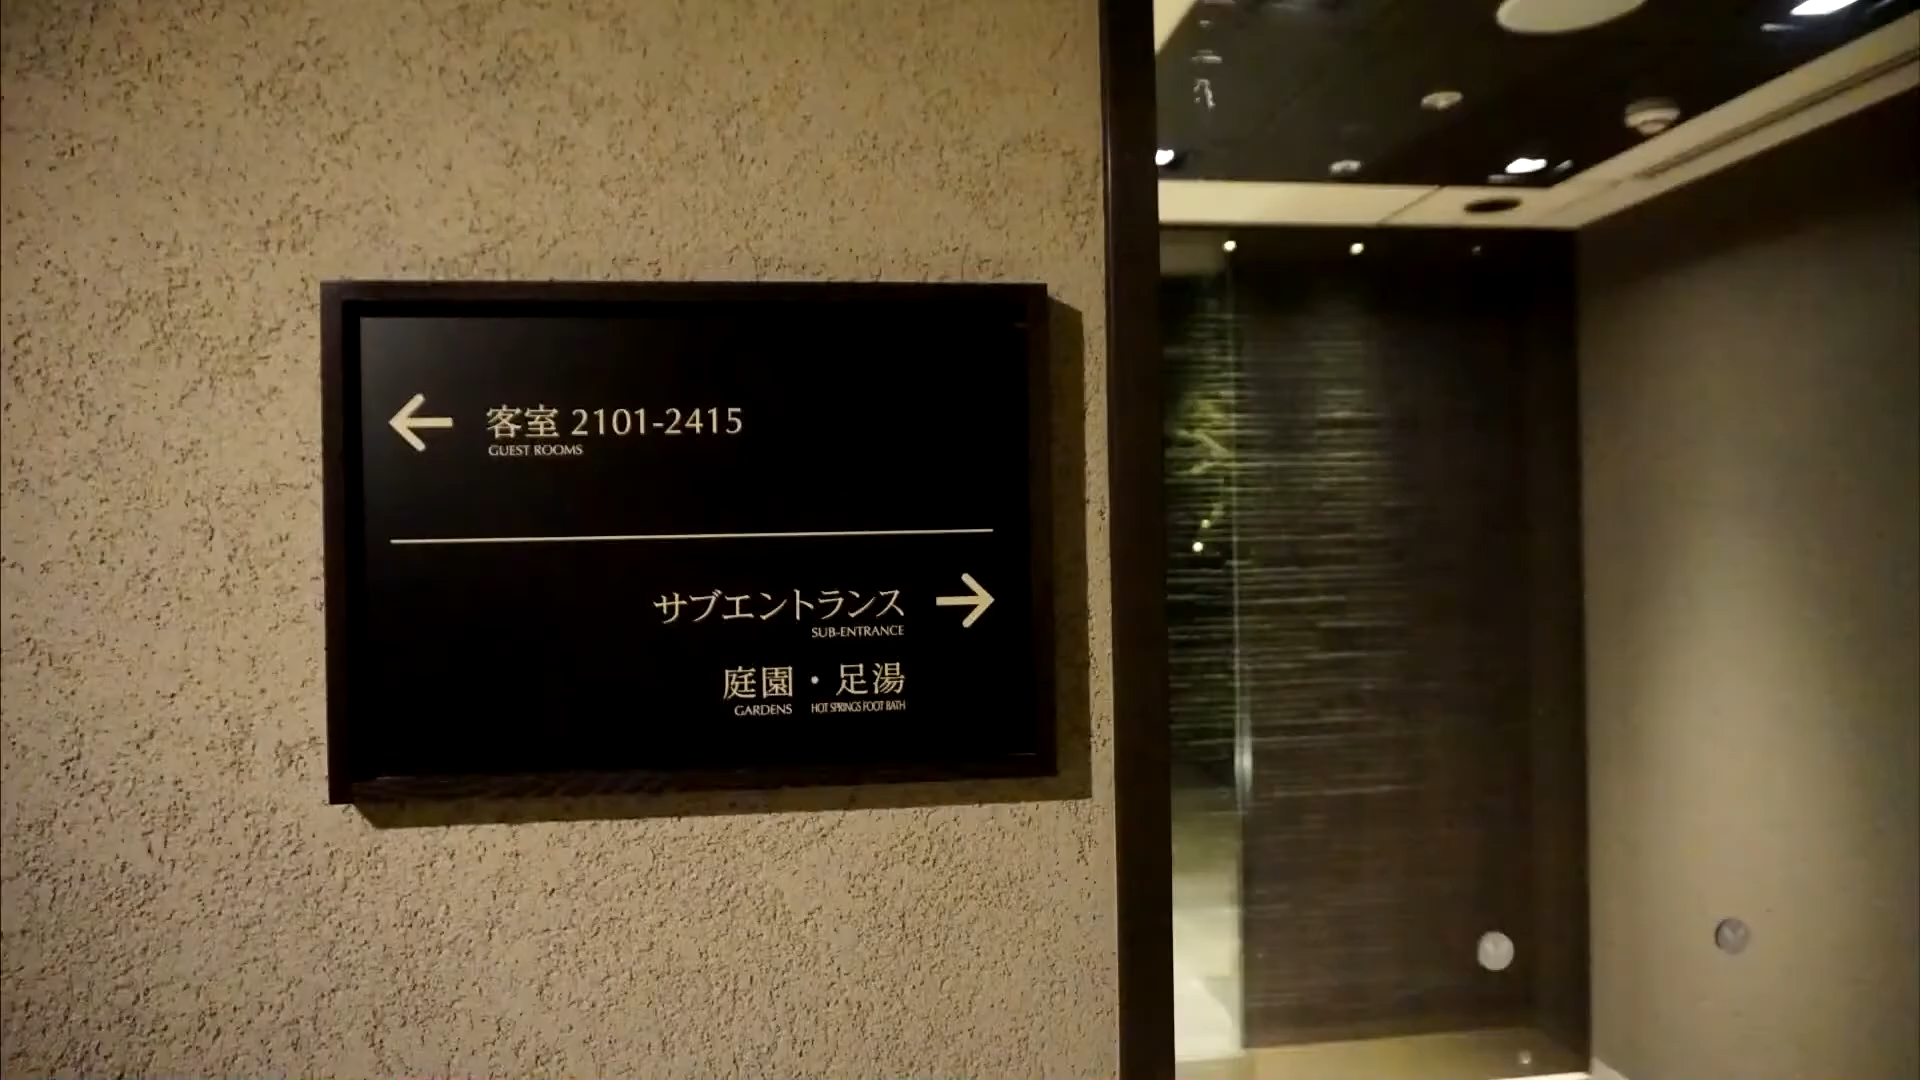 ← 客室 2101-2415
GUEST ROOMS
サブエントランス →
SUB-ENTRANCE
庭園・足湯
GARDENS HOT SPRINGS FOOT BATH